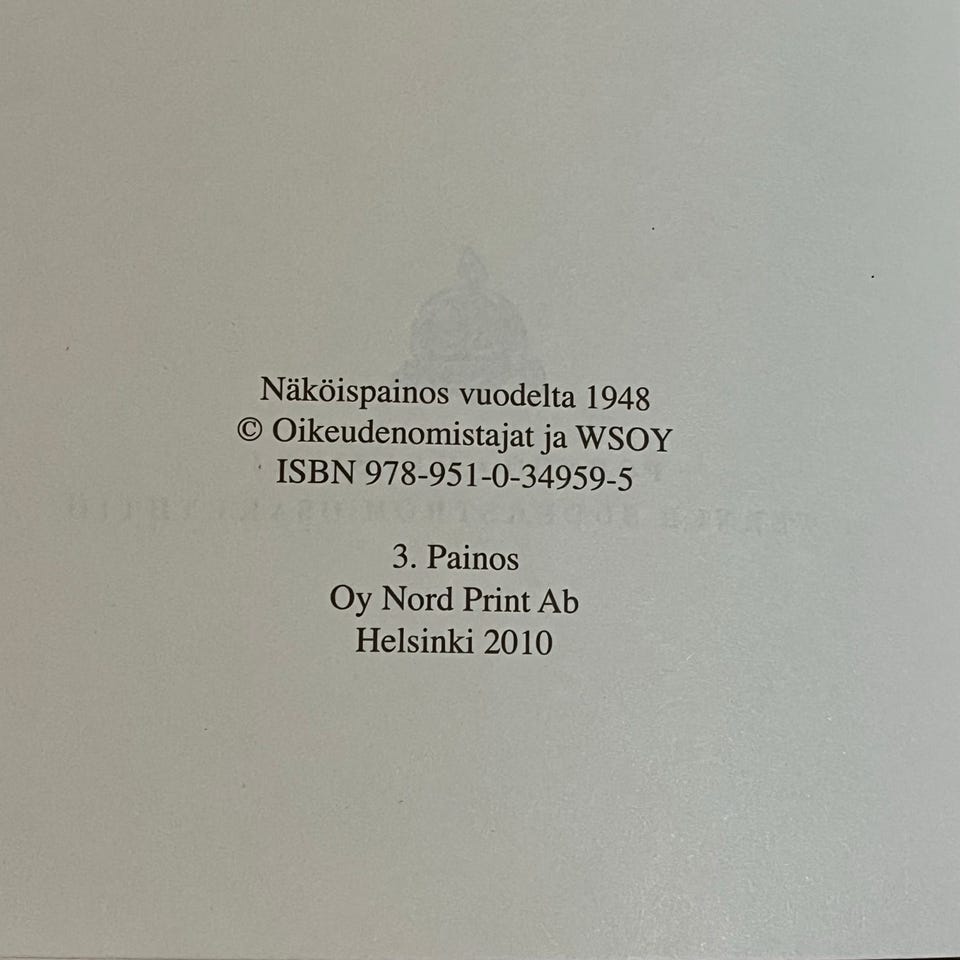 Näköispainos vuodelta 1948
© Oikeudenomistajat ja WSOY
ISBN 978-951-0-34959-5
3. Painos
Oy Nord Print Ab
Helsinki 2010